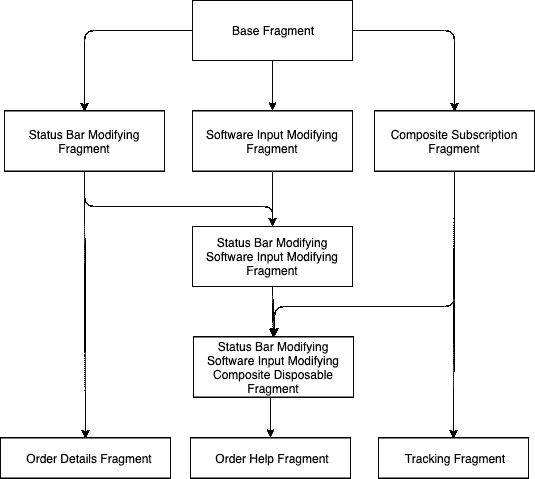 Base Fragment
Status Bar Modifying
Fragment
Software Input Modifying
Fragment
Composite Subscription
Fragment
Status Bar Modifying
Software Input Modifying
Fragment
Status Bar Modifying
Software Input Modifying
Composite Disposable
Fragment
Order Details Fragment
Order Help Fragment
Tracking Fragment